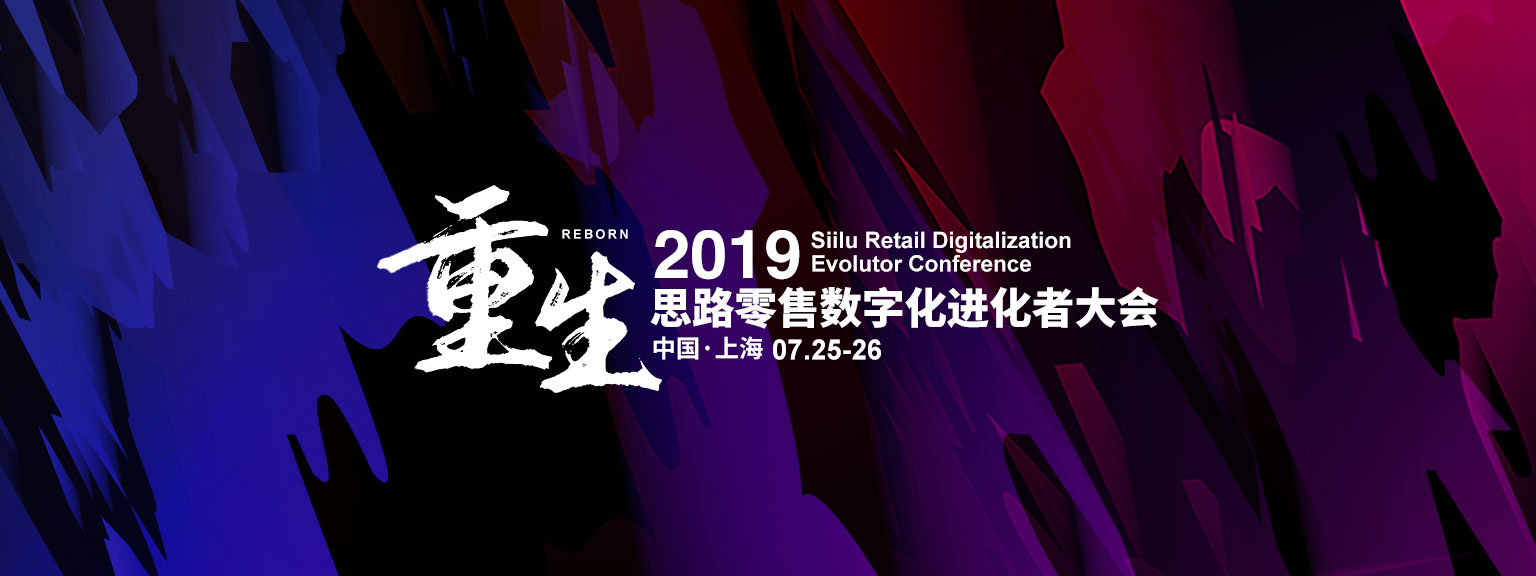 重生
REBORN
2019
Siilu Retail Digitalization
Evolutor Conference
思路零售数字化进化者大会
中国·上海 07.25-26